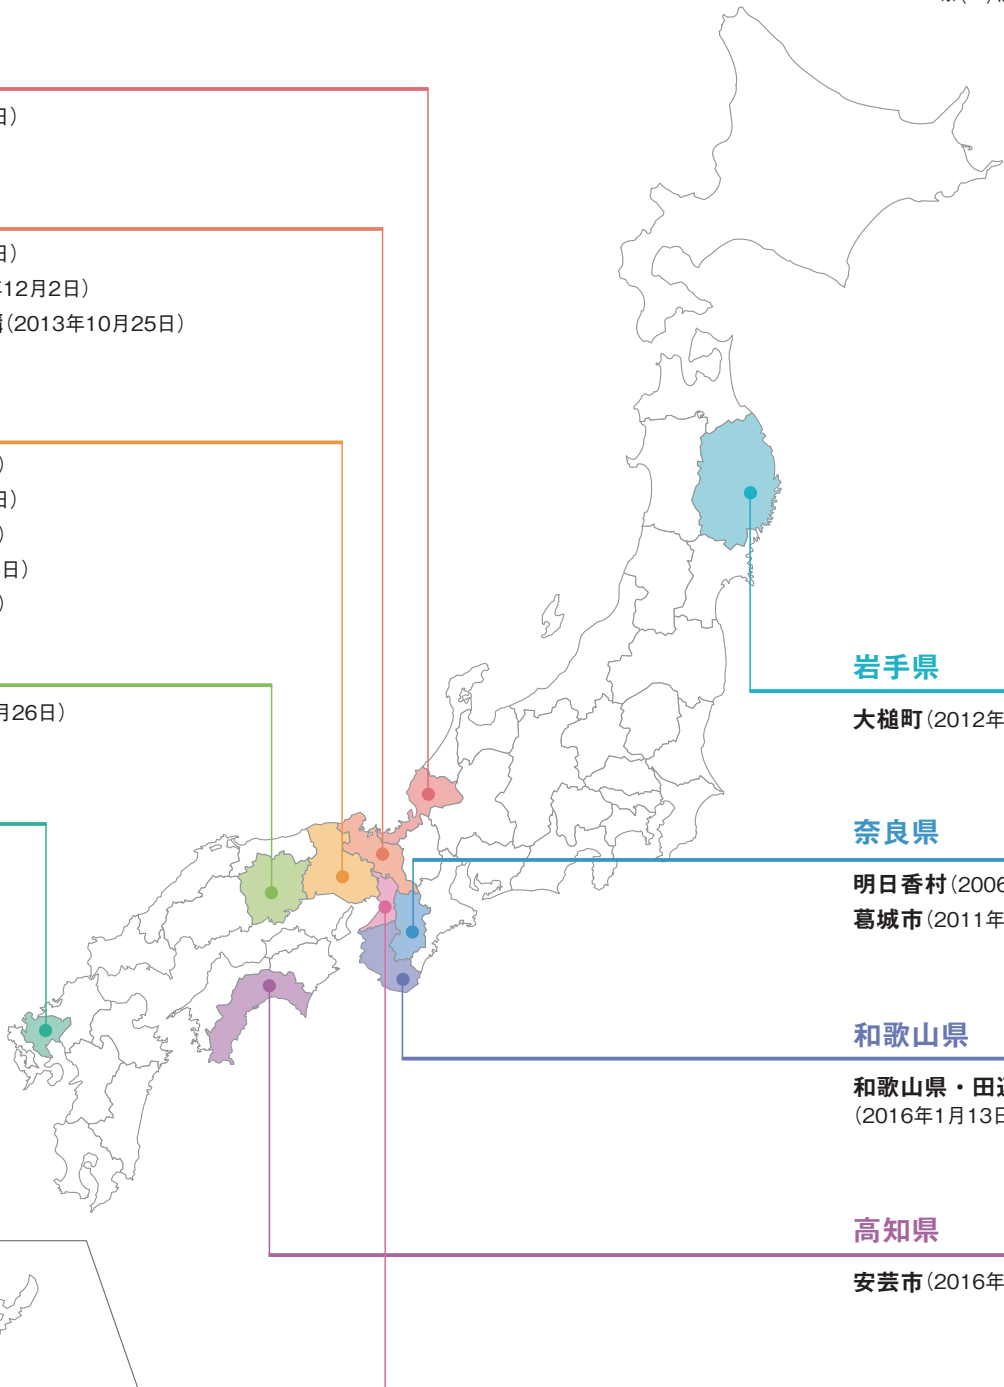 日）
日）
年12月2日）
（2013年10月25日）
）
日）
）
日）
）
月26日）
岩手県
大槌町（2012年
奈良県
明日香村（2006
葛城市（2011年
和歌山県
和歌山県・田辺
（2016年1月13日
高知県
安芸市（2016年